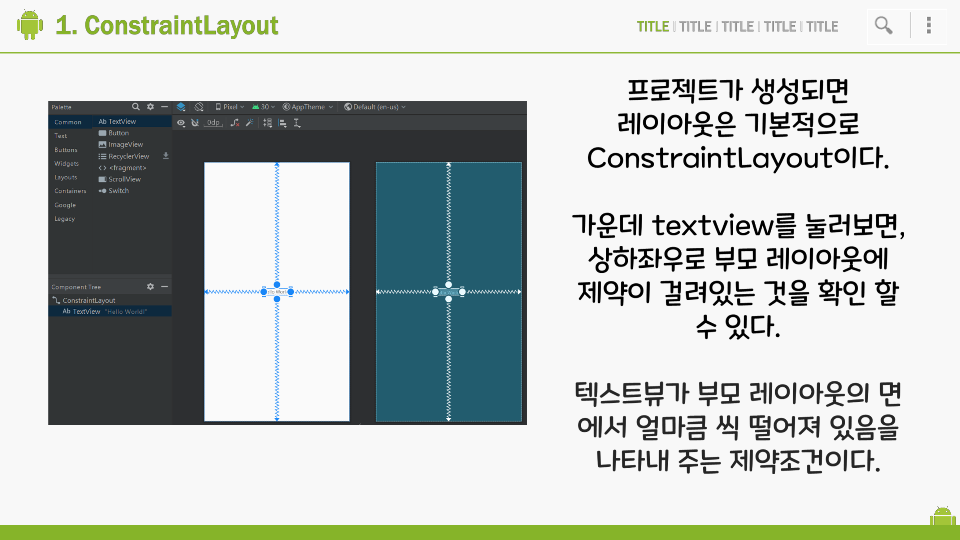 1. ConstraintLayout
TITLE | TITLE | TITLE | TITLE | TITLE
Palette
Pixel
30
AppTheme
Default (en-us)
Common
Ab TextView
0dp
Text
Button
Buttons
ImageView
Widgets
RecyclerView
Layouts
<fragment>
Containers
ScrollView
Google
Switch
Legacy
Component Tree
ConstraintLayout
Ab TextView "Hello World!"
프로젝트가 생성되면
레이아웃은 기본적으로
ConstraintLayout이다.
가운데 textview를 눌러보면,
상하좌우로 부모 레이아웃에
제약이 걸려있는 것을 확인 할
수 있다.
텍스트뷰가 부모 레이아웃의 면
에서 얼마큼 씩 떨어져 있음을
나타내 주는 제약조건이다.